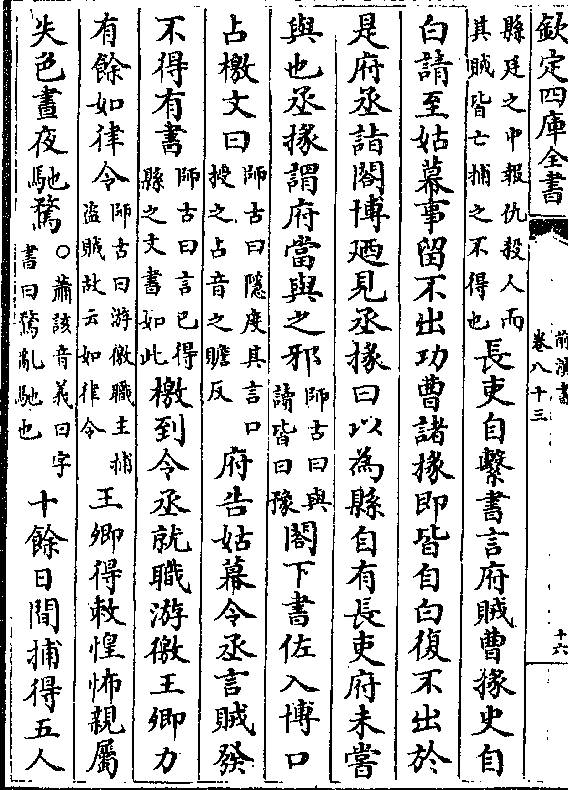 欽定四庫全書
前漢書
卷八十三
十六
縣廷之中報仇殺人而
其賊皆亡捕之不得也
長吏自繫書言府賊曹掾史自
白請至姑幕事留不出功曹諸掾即皆自白復不出於
是府丞詣閤博廼見丞掾曰以為縣自有長吏府未嘗
與也丞掾謂府當與之邪
師古曰與
讀皆曰豫
閤下書佐入博口
占檄文曰
師古曰隱度其言口
授之占音之贍反
府告姑幕令丞言賊發
不得有書
師古曰言已得
縣之文書如此
檄到令丞就職游徼王卿力
有餘如律令
師古曰游徼職主捕
盜賊故云如律令
王卿得敕惶怖親屬
失色晝夜馳騖
○蕭該音義曰字
書曰騖亂馳也
十餘日間捕得五人